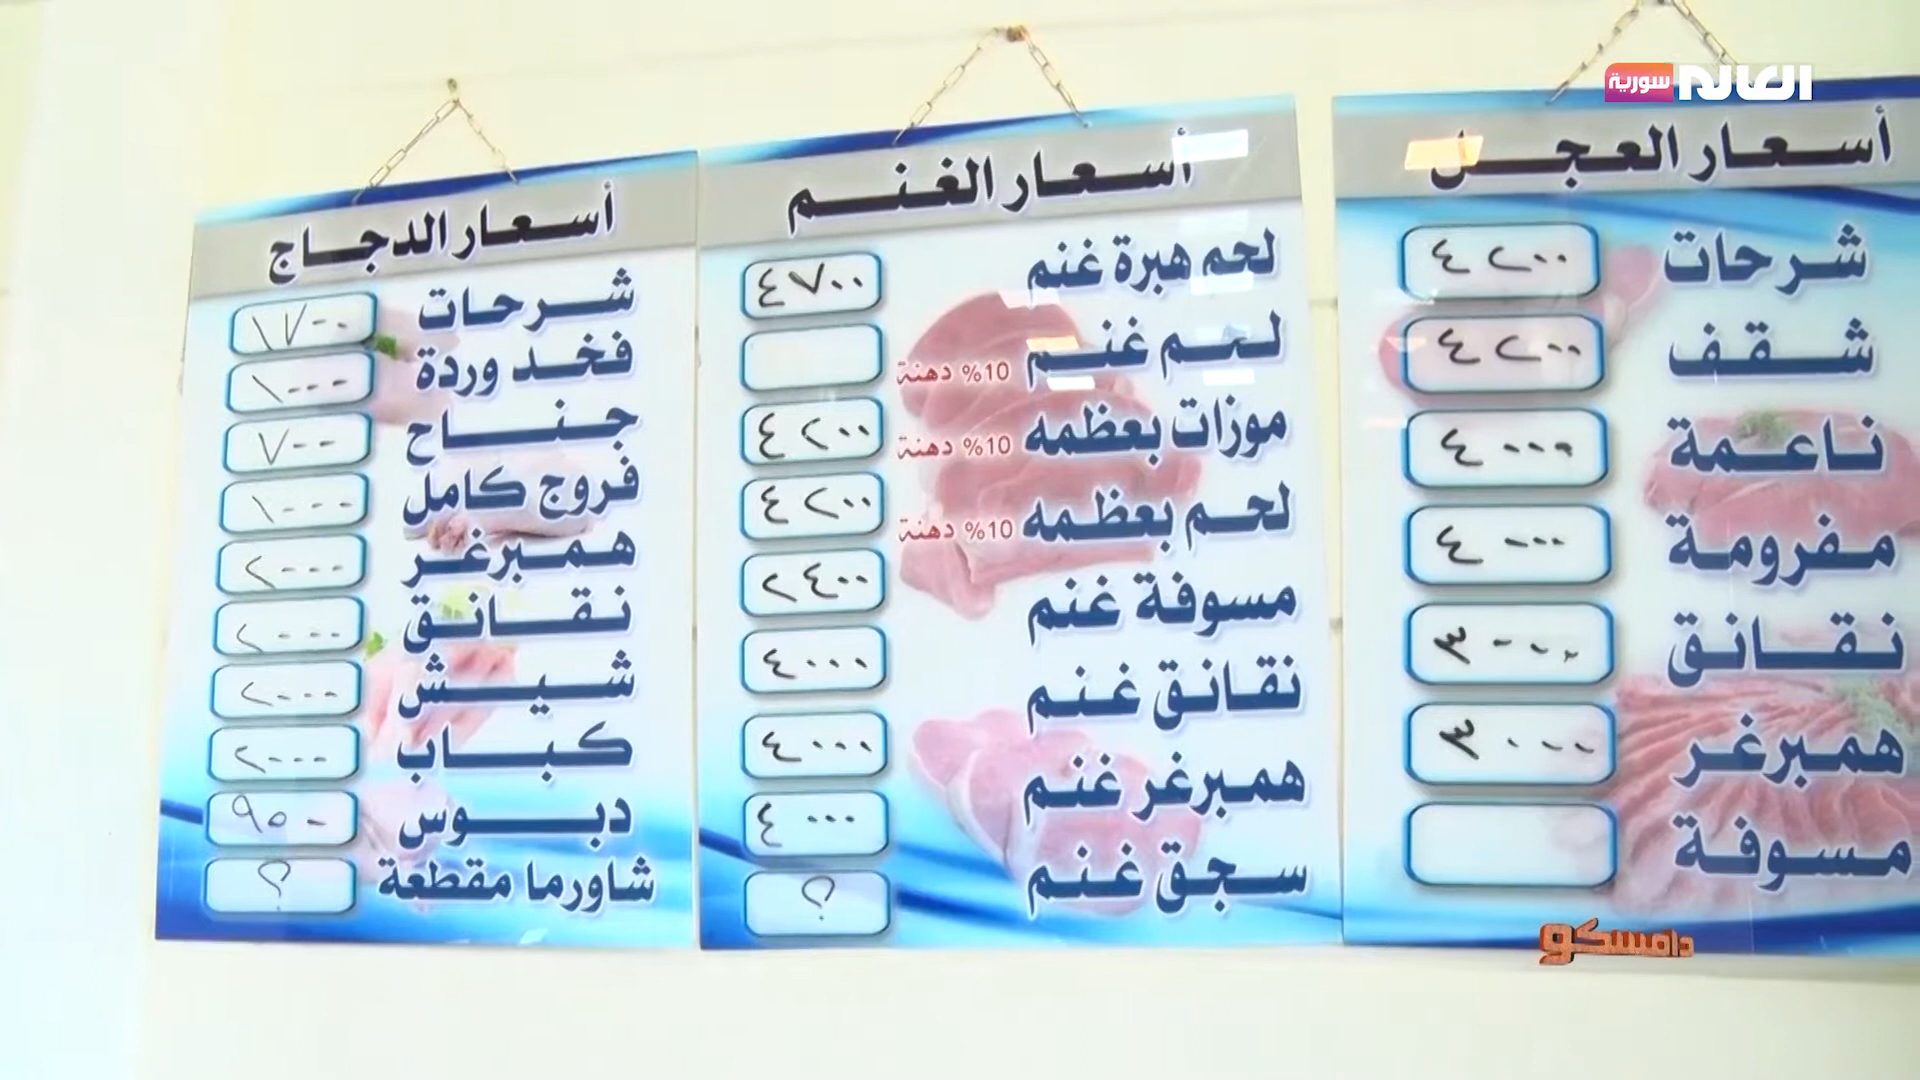 العالم سورية
أسعار العجل
شرحات ٤٢٠٠
شقف ٤٢٠٠
ناعمة ٤٠٠٠
مفرومة ٤٠٠٠
نقانق ٣٠٠٠
همبرغر ٣٠٠٠
مسوفة
أسعار الغنم
لحم هبرة غنم ٤٧٠٠
لحم غنم 10% دهنة
موزات بعظمه 10% دهنة ٤٢٠٠
لحم بعظمه 10% دهنة ٤٢٠٠
مسوفة غنم ٢٤٠٠
نقانق غنم ٤٠٠٠
همبرغر غنم ٤٠٠٠
سجق غنم ٤٠٠٠
؟
أسعار الدجاج
شرحات ١٧٠٠
فخد وردة ١٠٠٠
جناح ٧٠٠
فروج كامل ١٠٠٠
همبرغر ٢٠٠٠
نقانق ٢٠٠٠
شيش ٢٠٠٠
كباب ٢٠٠٠
دبوس ٩٥٠
شاورما مقطعة ؟
دامسكو